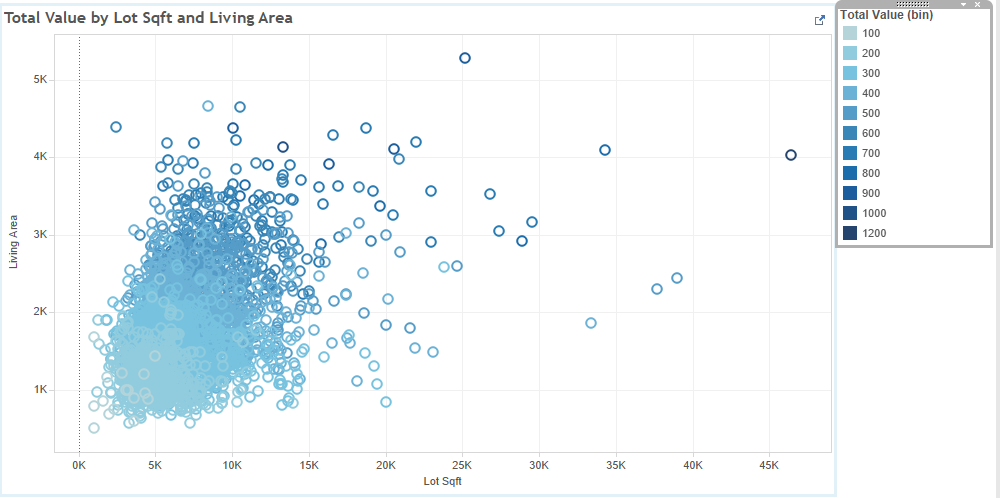 Total Value by Lot Sqft and Living Area
Total Value (bin)
100
200
300
400
500
600
700
800
900
1000
1200
5K
4K
3K
2K
1K
Living Area
0K 5K 10K 15K 20K 25K 30K 35K 40K 45K
Lot Sqft